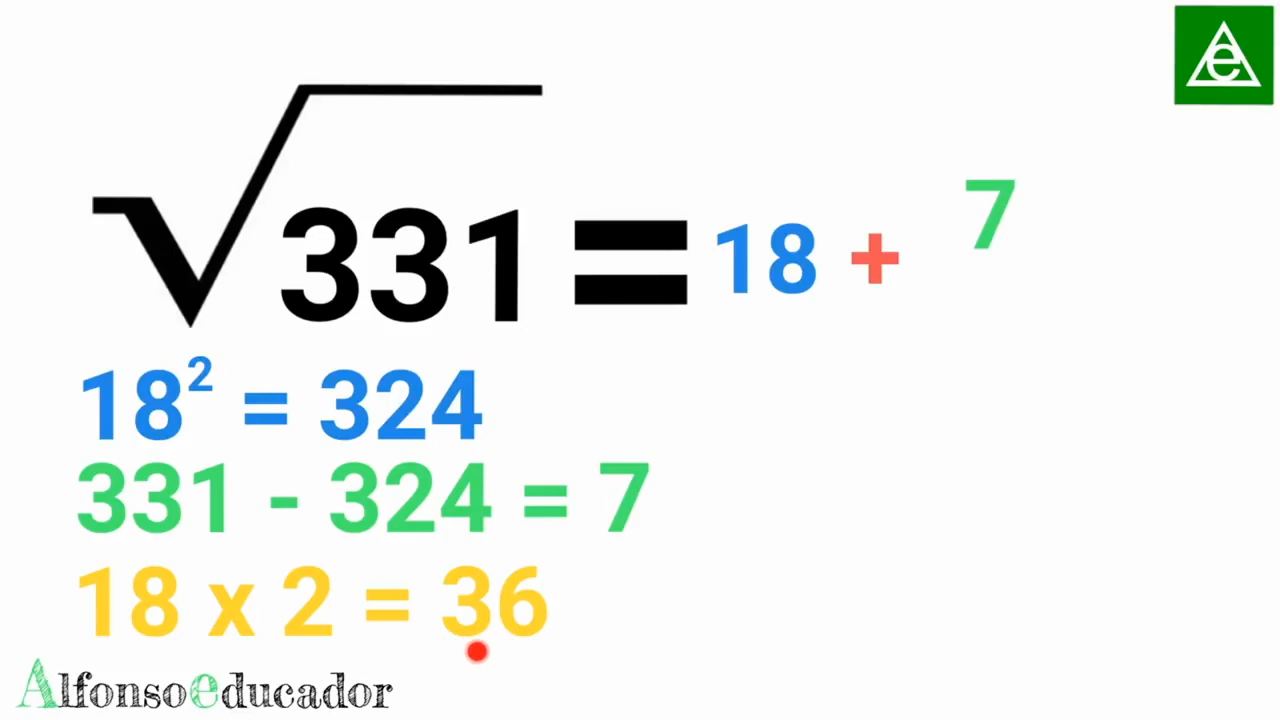 √331 = 18 + 7
18² = 324
331 - 324 = 7
18 x 2 = 36
Alfonsoeducador
e